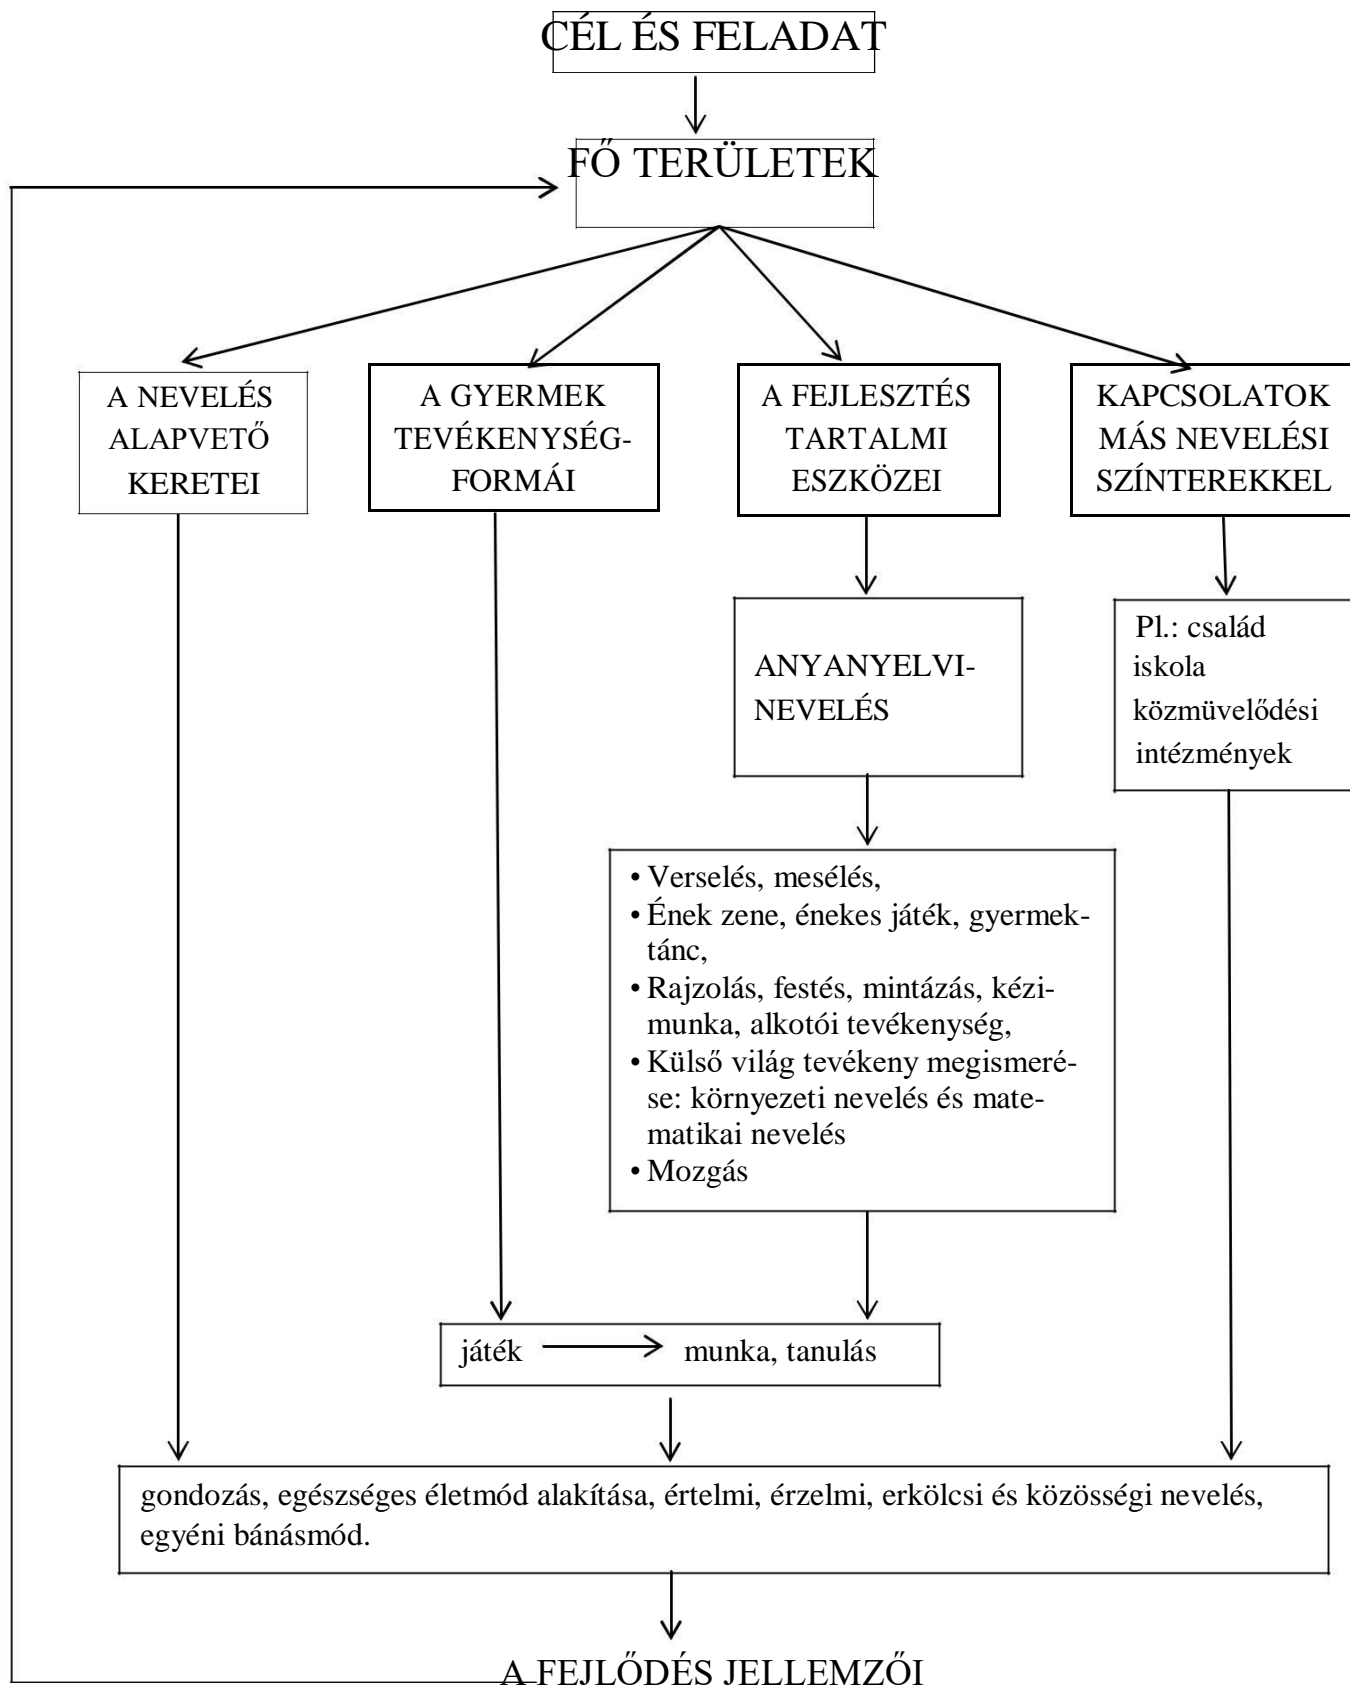 CÉL ÉS FELADAT
FŐ TERÜLETEK
A NEVELÉS
ALAPVETŐ
KERETEI
A GYERMEK
TEVÉKENYSÉG-
FORMÁI
A FEJLESZTÉS
TARTALMI
ESZKÖZEI
KAPCSOLATOK
MÁS NEVELÉSI
SZÍNTEREKKEL
ANYANYELVI-
NEVELÉS
Pl.: család
iskola
közmüvelődési
intézmények
• Verselés, mesélés,
• Ének zene, énekes játék, gyermek-
tánc,
• Rajzolás, festés, mintázás, kézi-
munka, alkotói tevékenység,
• Külső világ tevékeny megismeré-
se: környezeti nevelés és mate-
matikai nevelés
• Mozgás
játék munka, tanulás
gondozás, egészséges életmód alakítása, értelmi, érzelmi, erkölcsi és közösségi nevelés,
egyéni bánásmód.
A FEJLŐDÉS JELLEMZŐI